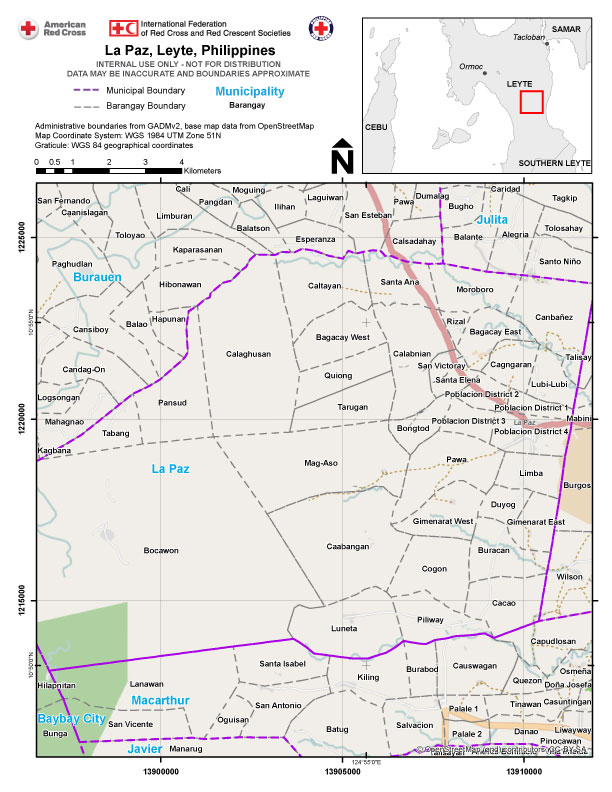 American
Red Cross
International Federation
of Red Cross and Red Crescent Societies
PHILIPPINE
La Paz, Leyte, Philippines
INTERNAL USE ONLY - NOT FOR DISTRIBUTION
DATA MAY BE INACCURATE AND BOUNDARIES APPROXIMATE
Municipal Boundary Municipality
Barangay Boundary Barangay
Administrative boundaries from GADMv2, base map data from OpenStreetMap
Map Coordinate System: WGS 1984 UTM Zone 51N
Graticule: WGS 84 geographical coordinates
0 0.5 1 2 3 4
Kilometers
N
SAMAR
Tacloban
Ormoc
LEYTE
CEBU
SOUTHERN LEYTE
Cali
Moguing
San Fernando
Pangdan
Laguiwan
Dumalag
Caridad
Tagkip
Caanislagan
Limburan
Ilihan
San Esteban
Pawa
Bugho
Julita
Toloyao
Balatson
Esperanza
Calsadahay
Balante
Alegria
Tolosahay
Kaparasanan
Santo Niño
Paghudlan
Burauen
Hibonawan
Caltayan
Santa Ana
Moroboro
Cansiboy
Balao
Hapunan
Rizal
Canbañez
Bagacay West
Bagacay East
Calaghusan
Calabnian
Talisay
Candag-On
San Victoray
Cagngaran
Quiong
Santa Elena
Lubi-Lubi
Logsongan
Pansud
Tarugan
Poblacion District 2
Poblacion District 1
Mahagnao
Tabang
Bongtod
Poblacion District 3
La Paz
Mabini
Poblacion District 4
Kagbana
La Paz
Mag-Aso
Pawa
Limba
Burgos
Duyog
Gimenarat West
Gimenarat East
Bocawon
Caabangan
Buracan
Cogon
Wilson
Cacao
Luneta
Piliway
Capudlosan
Santa Isabel
Burabod
Causwagan
Osmeña
Hilapnitan
Lanawan
Kiling
Quezon
Doña Josefa
Macarthur
San Antonio
Tinawan
Casuntingan
Baybay City
San Vicente
Oguisan
Palale 1
Bunga
Batug
Salvacion
Palale 2
Danao
Liwayway
Javier
Manarug
Pinocawan
© OpenStreetMap (and) contributors, CC-BY-SA
1225000
1220000
1215000
10°55'0"N
10°50'0"N
13900000
13905000
13910000
124°55'0"E